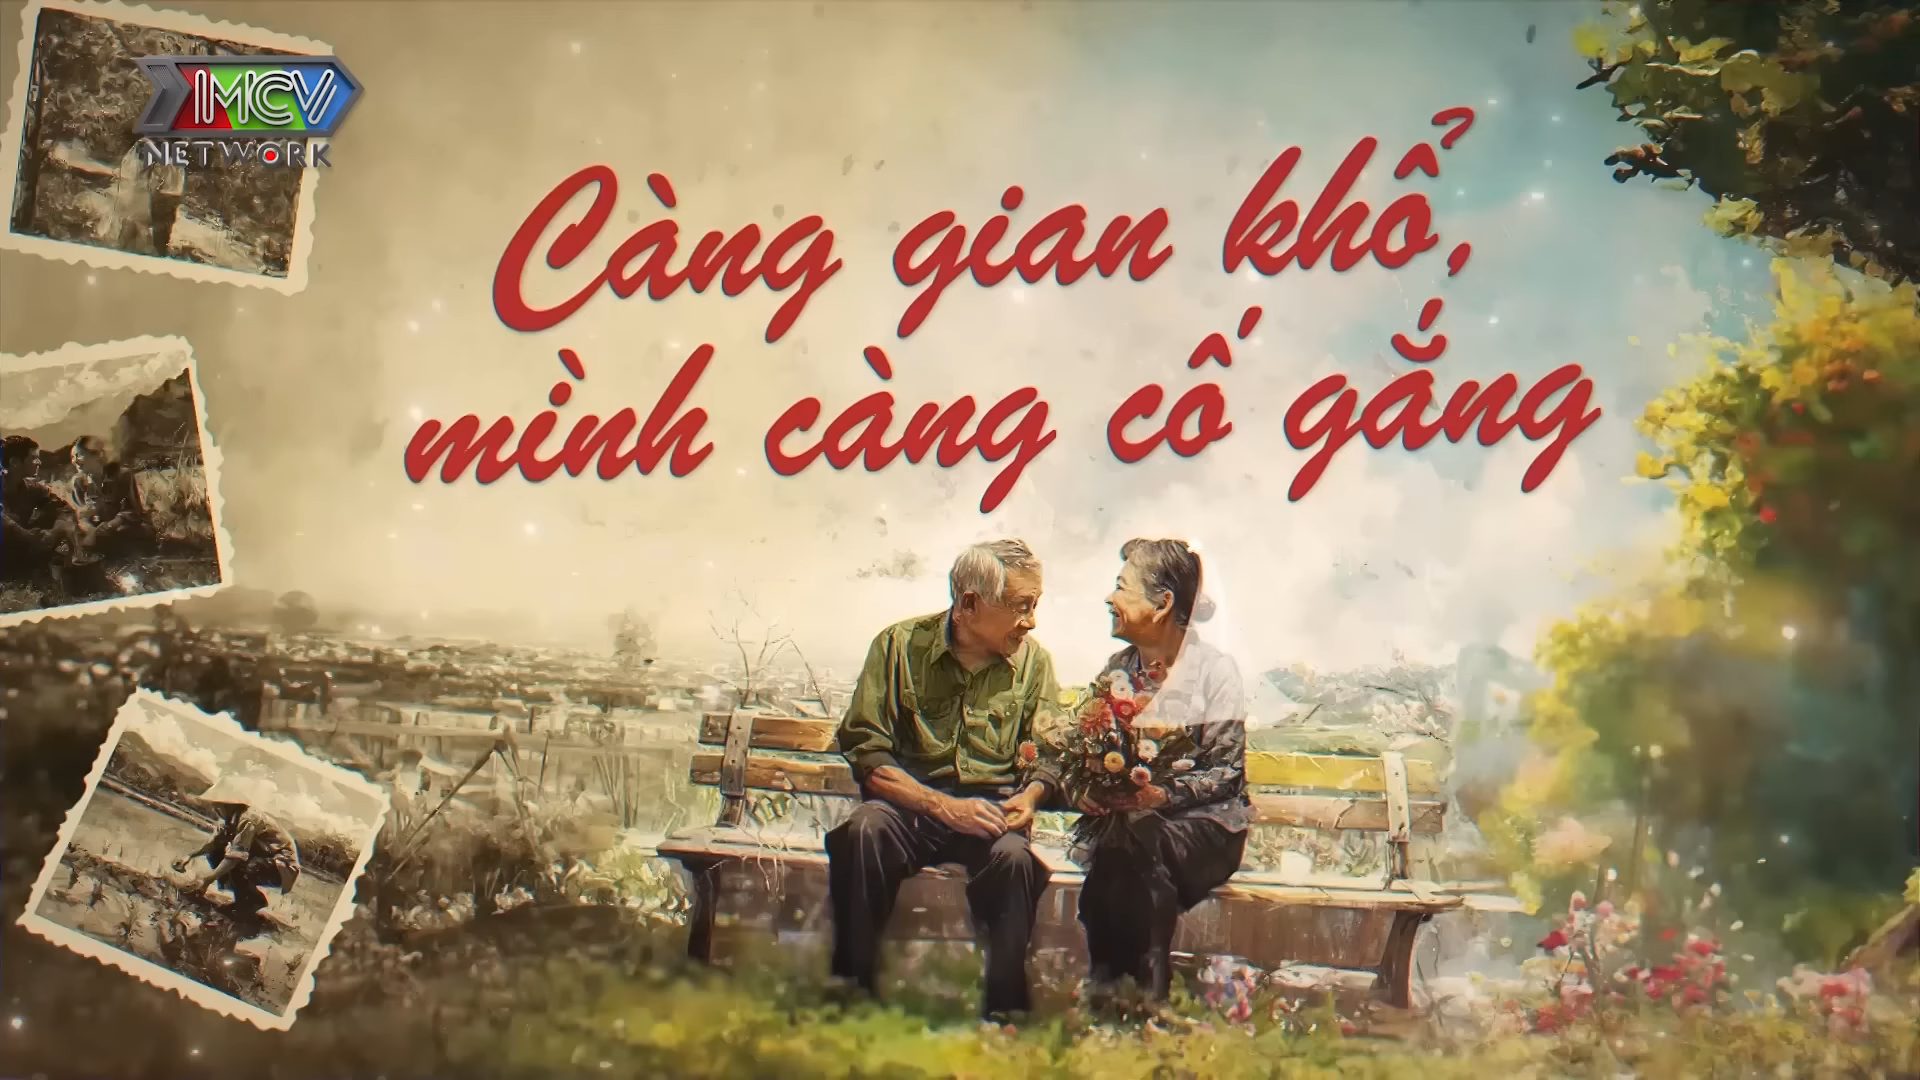 MCV
NETWORK
Càng gian khổ,
mình càng cố gắng